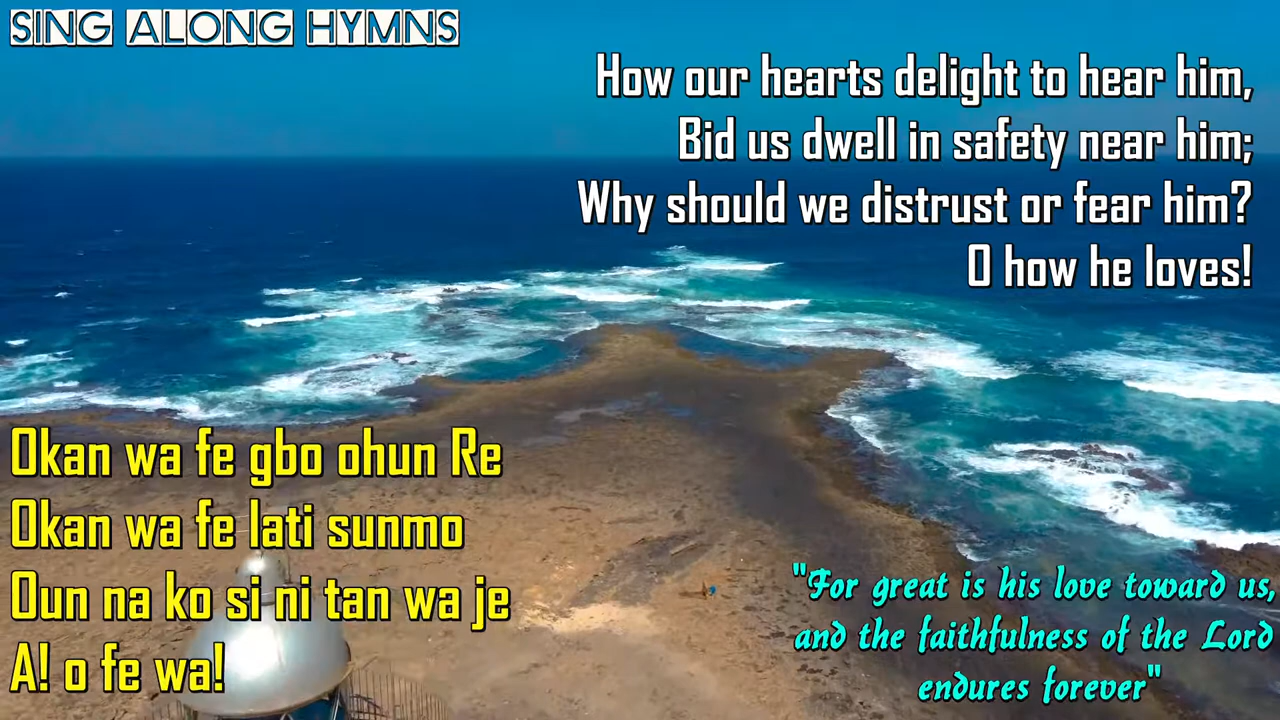 SING ALONG HYMNS
How our hearts delight to hear him,
Bid us dwell in safety near him;
Why should we distrust or fear him?
O how he loves!
Okan wa fe gbo ohun Re
Okan wa fe lati sunmo
Oun na ko si ni tan wa je
A! o fe wa!
"For great is his love toward us,
and the faithfulness of the Lord
endures forever"